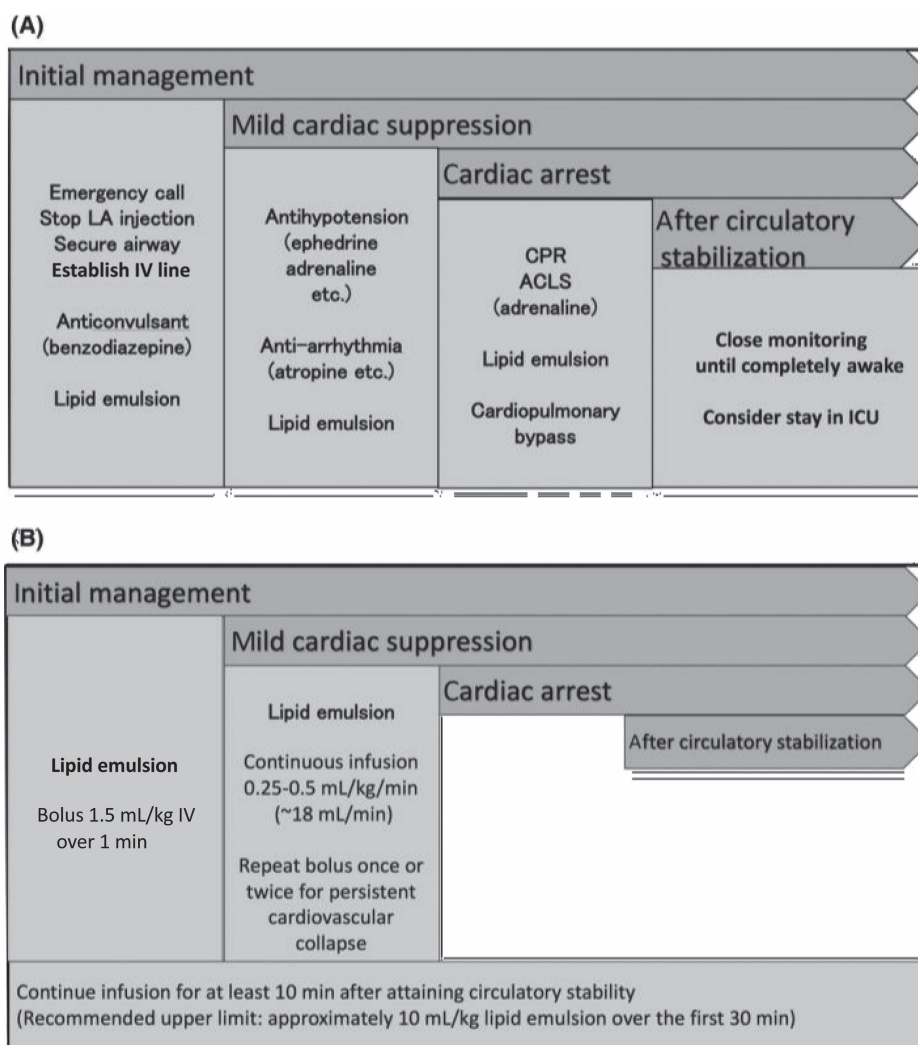 (A)
Initial management
Mild cardiac suppression
Cardiac arrest
After circulatory
stabilization
Emergency call
Stop LA injection
Secure airway
Establish IV line
Anticonvulsant
(benzodiazepine)
Lipid emulsion
Antihypotension
(ephedrine
adrenaline
etc.)
Anti-arrhythmia
(atropine etc.)
Lipid emulsion
CPR
ACLS
(adrenaline)
Lipid emulsion
Cardiopulmonary
bypass
Close monitoring
until completely awake
Consider stay in ICU
(B)
Initial management
Mild cardiac suppression
Cardiac arrest
After circulatory stabilization
Lipid emulsion
Bolus 1.5 mL/kg IV
over 1 min
Lipid emulsion
Continuous infusion
0.25-0.5 mL/kg/min
(~18 mL/min)
Repeat bolus once or
twice for persistent
cardiovascular
collapse
Continue infusion for at least 10 min after attaining circulatory stability
(Recommended upper limit: approximately 10 mL/kg lipid emulsion over the first 30 min)